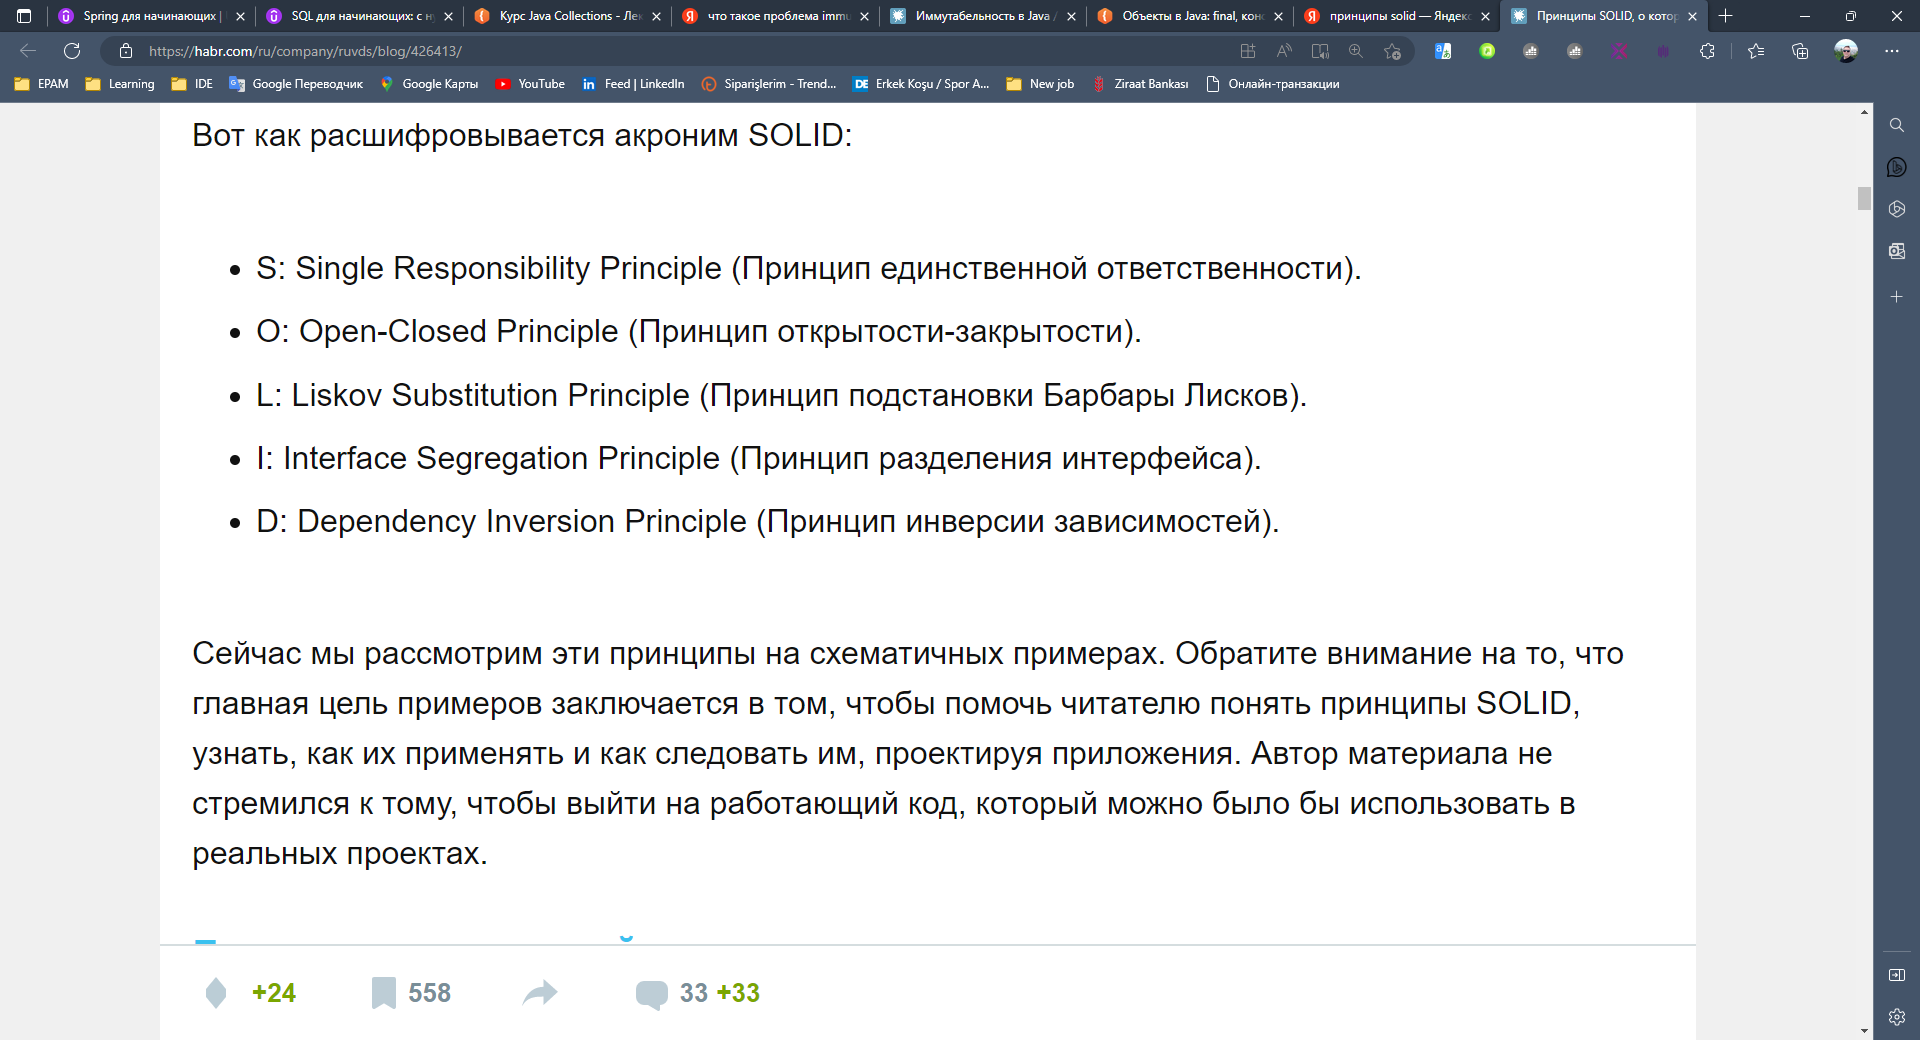 Spring для начинающих |
SQL для начинающих: с н
Курс Java Collections - Ле
что такое проблема immu
Иммутабельность в Java /
Объекты в Java: final, кон
принципы solid — Яндекс
Принципы SOLID, о котор
https://habr.com/ru/company/ruvds/blog/426413/
EPAM
Learning
IDE
Google Переводчик
Google Карты
YouTube
Feed | LinkedIn
Siparişlerim - Trend...
Erkek Koşu / Spor A...
New job
Ziraat Bankası
Онлайн-транзакции
Вот как расшифровывается акроним SOLID:
• S: Single Responsibility Principle (Принцип единственной ответственности).
• O: Open-Closed Principle (Принцип открытости-закрытости).
• L: Liskov Substitution Principle (Принцип подстановки Барбары Лисков).
• I: Interface Segregation Principle (Принцип разделения интерфейса).
• D: Dependency Inversion Principle (Принцип инверсии зависимостей).
Сейчас мы рассмотрим эти принципы на схематичных примерах. Обратите внимание на то, что
главная цель примеров заключается в том, чтобы помочь читателю понять принципы SOLID,
узнать, как их применять и как следовать им, проектируя приложения. Автор материала не
стремился к тому, чтобы выйти на работающий код, который можно было бы использовать в
реальных проектах.
+24
558
33 +33